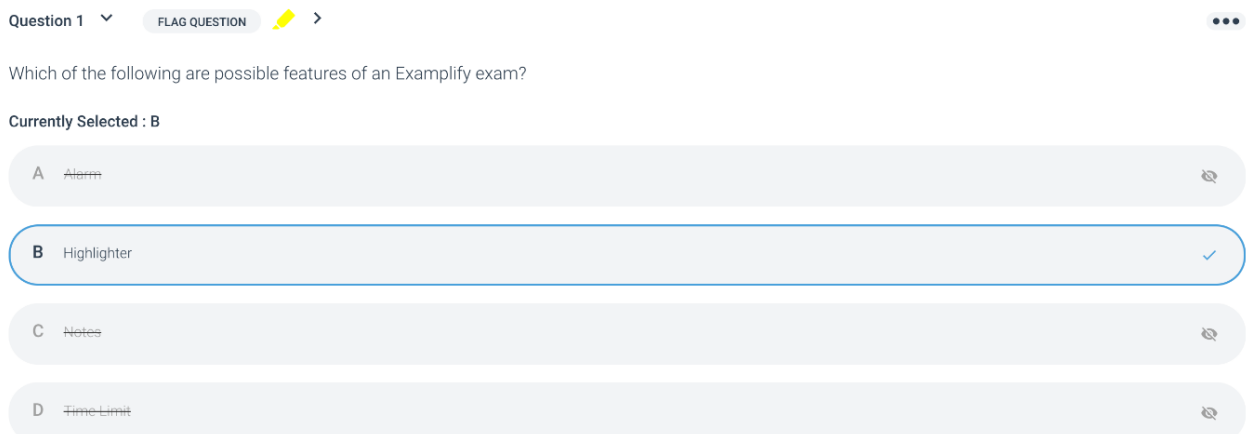 Question 1 FLAG QUESTION
Which of the following are possible features of an Examplify exam?
Currently Selected : B
A Alarm
B Highlighter
C Notes
D Time Limit